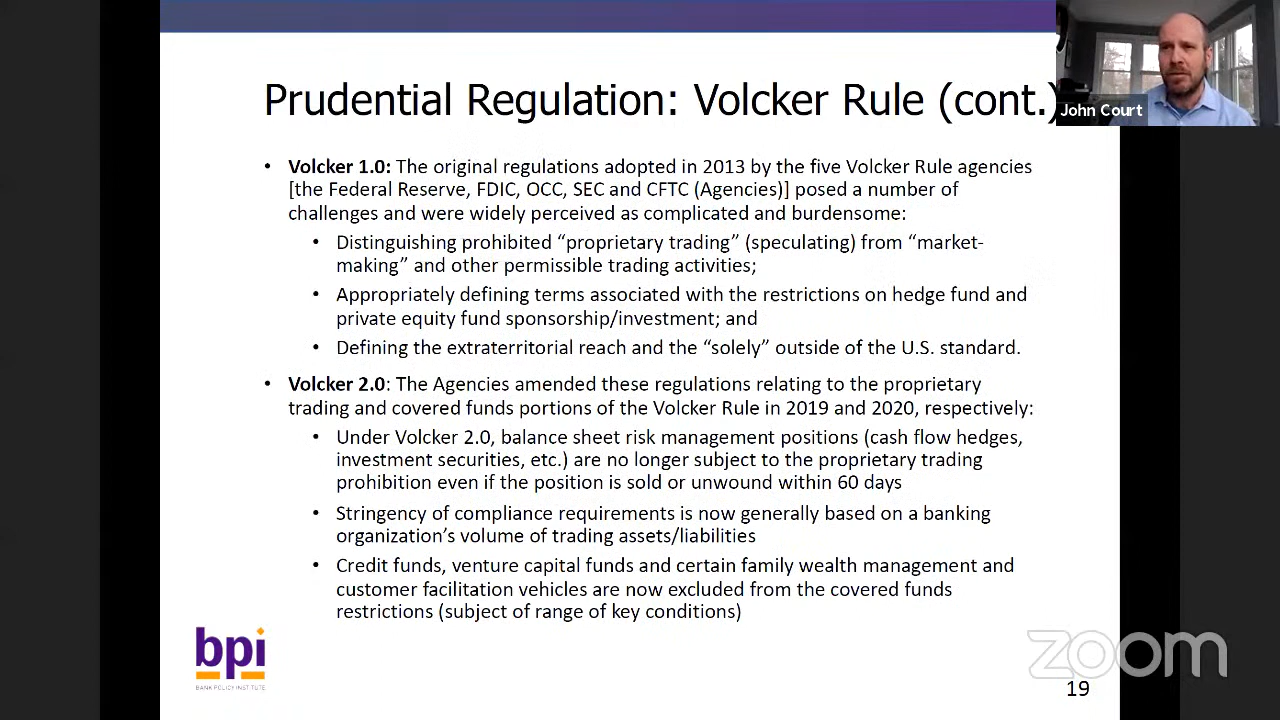 Prudential Regulation: Volcker Rule (cont.)
John Court
• Volcker 1.0: The original regulations adopted in 2013 by the five Volcker Rule agencies
[the Federal Reserve, FDIC, OCC, SEC and CFTC (Agencies)] posed a number of
challenges and were widely perceived as complicated and burdensome:
• Distinguishing prohibited “proprietary trading” (speculating) from “market-
making” and other permissible trading activities;
• Appropriately defining terms associated with the restrictions on hedge fund and
private equity fund sponsorship/investment; and
• Defining the extraterritorial reach and the “solely” outside of the U.S. standard.
• Volcker 2.0: The Agencies amended these regulations relating to the proprietary
trading and covered funds portions of the Volcker Rule in 2019 and 2020, respectively:
• Under Volcker 2.0, balance sheet risk management positions (cash flow hedges,
investment securities, etc.) are no longer subject to the proprietary trading
prohibition even if the position is sold or unwound within 60 days
• Stringency of compliance requirements is now generally based on a banking
organization’s volume of trading assets/liabilities
• Credit funds, venture capital funds and certain family wealth management and
customer facilitation vehicles are now excluded from the covered funds
restrictions (subject of range of key conditions)
bpi
BANK POLICY INSTITUTE
zoom
19